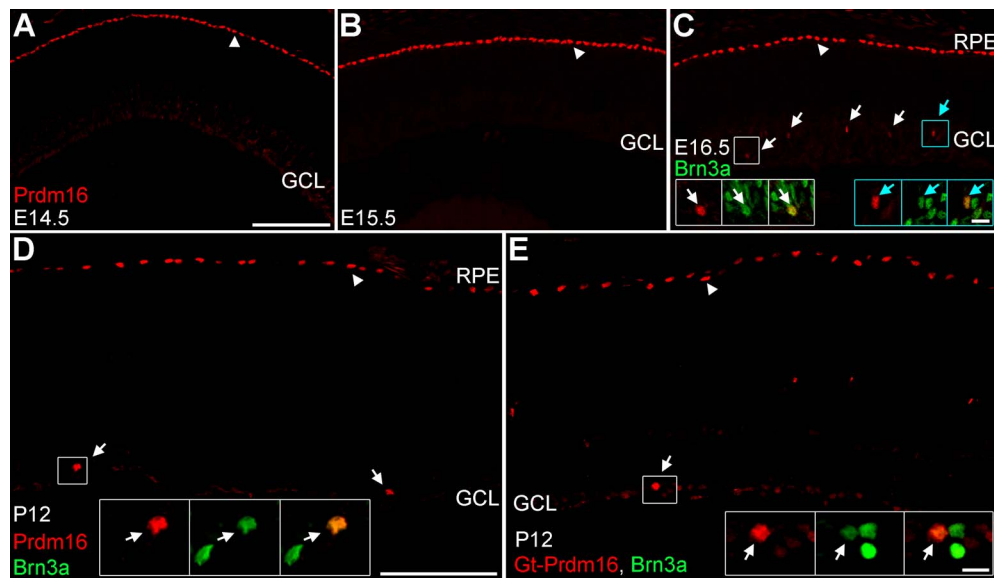 A
GCL
Prdm16
E14.5
B
GCL
E15.5
C
RPE
GCL
E16.5
Brn3a
D
RPE
GCL
P12
Prdm16
Brn3a
E
GCL
P12
Gt-Prdm16, Brn3a